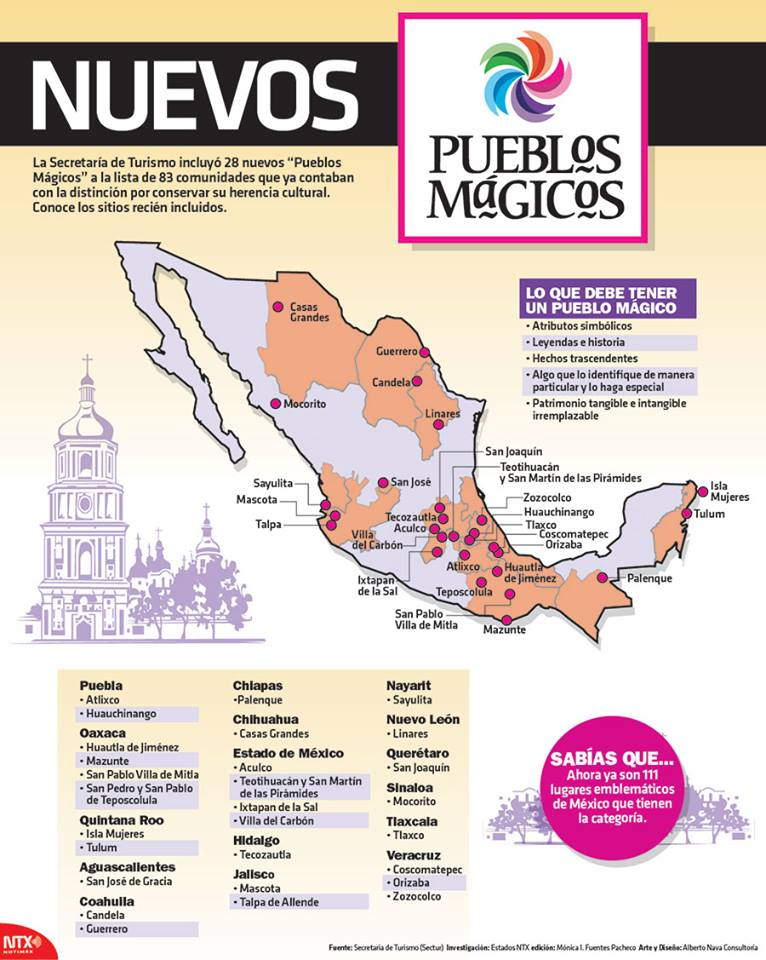 NUEVOS
PUEBLOS
MÁGICOS
La Secretaría de Turismo incluyó 28 nuevos “Pueblos
Mágicos” a la lista de 83 comunidades que ya contaban
con la distinción por conservar su herencia cultural.
Conoce los sitios recién incluidos.
LO QUE DEBE TENER
UN PUEBLO MÁGICO
• Atributos simbólicos
• Leyendas e historia
• Hechos trascendentes
• Algo que lo identifique de manera
particular y lo haga especial
• Patrimonio tangible e intangible
irremplazable
Casas
Grandes
Guerrero
Candela
Mocorito
Linares
San Joaquín
Teotihuacán
y San Martín de las Pirámides
Sayulita
San José
Mascota
Talpa
Zozocolco
Huauchinango
Tlaxco
Coscomatepec
Orizaba
Isla
Mujeres
Tulum
Tecozautla
Aculco
Villa
del Carbón
Atlixco
Huautla
de Jiménez
Palenque
Ixtapan
de la Sal
Teposcolula
San Pablo
Villa de Mitla
Mazunte
Puebla
• Atlixco
• Huauchinango
Oaxaca
• Huautla de Jiménez
• Mazunte
• San Pablo Villa de Mitla
• San Pedro y San Pablo
de Teposcolula
Quintana Roo
• Isla Mujeres
• Tulum
Aguascalientes
• San José de Gracia
Coahuila
• Candela
• Guerrero
Chiapas
•Palenque
Chihuahua
• Casas Grandes
Estado de México
• Aculco
• Teotihuacán y San Martín
de las Pirámides
• Ixtapan de la Sal
• Villa del Carbón
Hidalgo
• Tecozautla
Jalisco
• Mascota
• Talpa de Allende
Nayarit
• Sayulita
Nuevo León
• Linares
Querétaro
• San Joaquín
Sinaloa
• Mocorito
Tlaxcala
• Tlaxco
Veracruz
• Coscomatepec
• Orizaba
• Zozocolco
SABÍAS QUE...
Ahora ya son 111
lugares emblemáticos
de México que tienen
la categoría.
NTX
NOTIMEX
Fuente: Secretaría de Turismo (Sectur) Investigación: Estados NTX edición: Mónica I. Fuentes Pacheco Arte y Diseño: Alberto Nava Consultoría